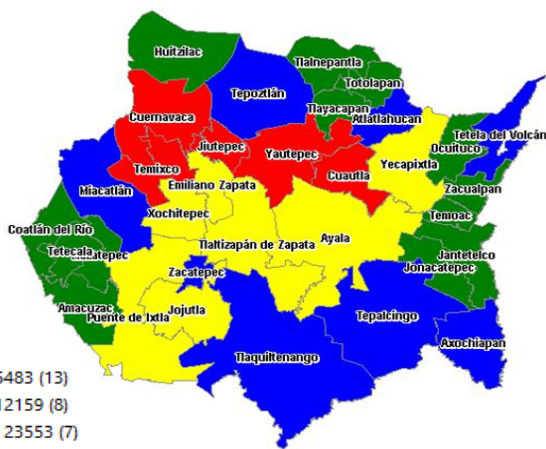 Huitzilac
Tlalnepantla
Totolapan
Tepoztlán
Tlayacapan
Cuernavaca
Atlatlahucan
Tetela del Volcán
Jiutepec
Ocuituco
Yautepec
Yecapixtla
Temixco
Cuautla
Emiliano Zapata
Miacatlán
Zacualpan
Xochitepec
Temoac
Coatlán del Río
Ayala
Tlaltizapán de Zapata
Tetecala
Jantetelco
Jonacatepec
Zacatepec
Amacuzac
Jojutla
Puente de Ixtla
Tepalcingo
Axochiapan
Tlaquiltenango
5483 (13)
12159 (8)
23553 (7)